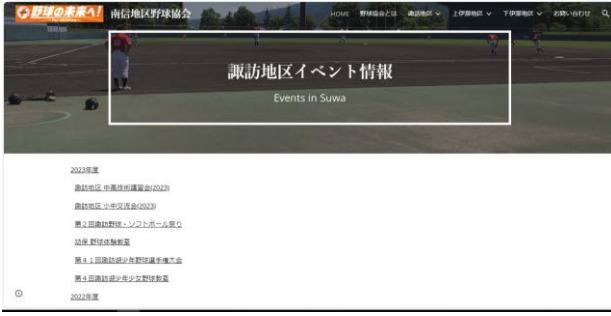 野球の未来へ! 南信地区野球協会 HOME 野球協会とは 諏訪地区 上伊那地区 下伊那地区 お問い合わせ
諏訪地区イベント情報
Events in Suwa
2023年度
諏訪地区 中高技術講習会(2023)
諏訪地区 小中交流会(2023)
第2回諏訪野球・ソフトボール祭り
幼保 野球体験教室
第41回諏訪湖少年野球選手権大会
第4回諏訪湖少年少女野球教室
2022年度